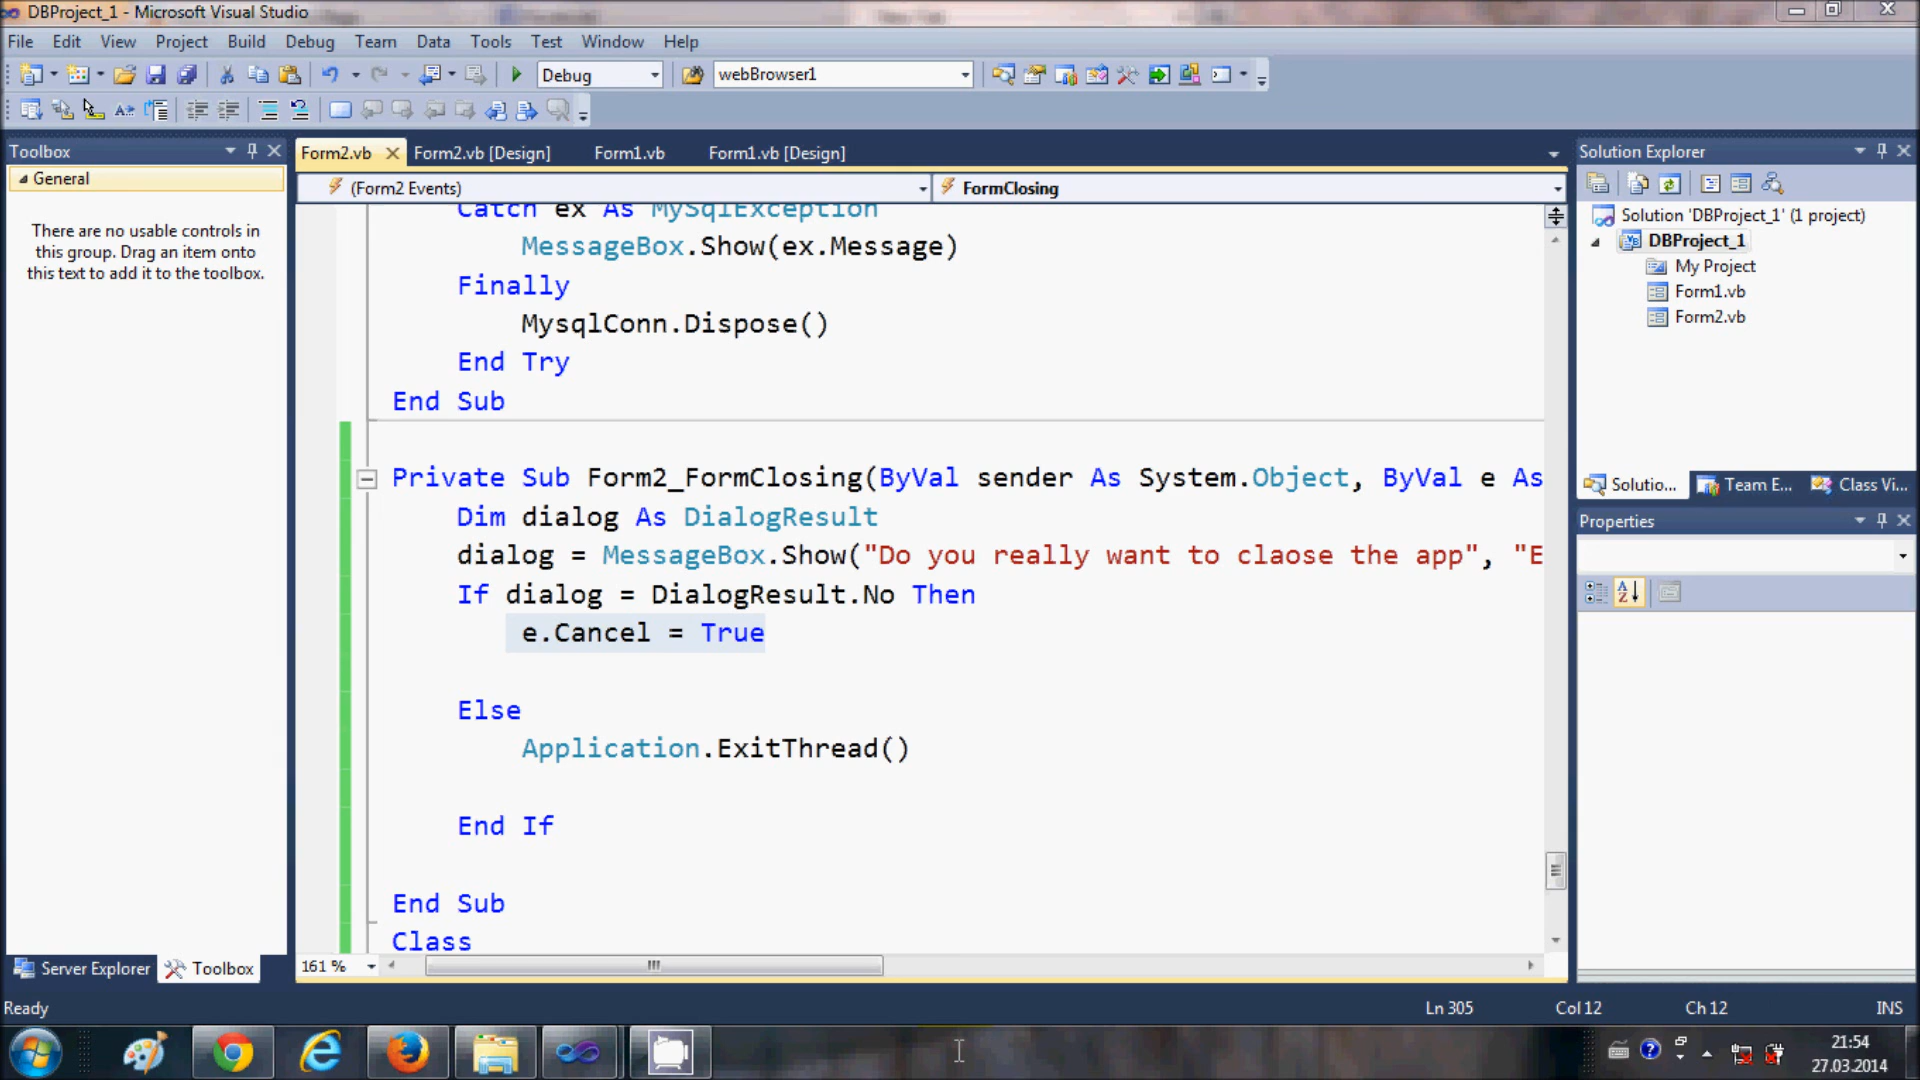 DBProject_1 - Microsoft Visual Studio
File Edit View Project Build Debug Team Data Tools Test Window Help
Debug webBrowser1
Toolbox
General
There are no usable controls in
this group. Drag an item onto
this text to add it to the toolbox.
Server Explorer Toolbox
Form2.vb Form2.vb [Design] Form1.vb Form1.vb [Design]
(Form2 Events) FormClosing
Catch ex As MySqlException
MessageBox.Show(ex.Message)
Finally
MysqlConn.Dispose()
End Try
End Sub
Private Sub Form2_FormClosing(ByVal sender As System.Object, ByVal e As
Dim dialog As DialogResult
dialog = MessageBox.Show("Do you really want to claose the app", "E
If dialog = DialogResult.No Then
e.Cancel = True
Else
Application.ExitThread()
End If
End Sub
Class
161 %
Solution Explorer
Solution 'DBProject_1' (1 project)
DBProject_1
My Project
Form1.vb
Form2.vb
Solutio... Team E... Class Vi...
Properties
Ready Ln 305 Col 12 Ch 12 INS
21:54
27.03.2014